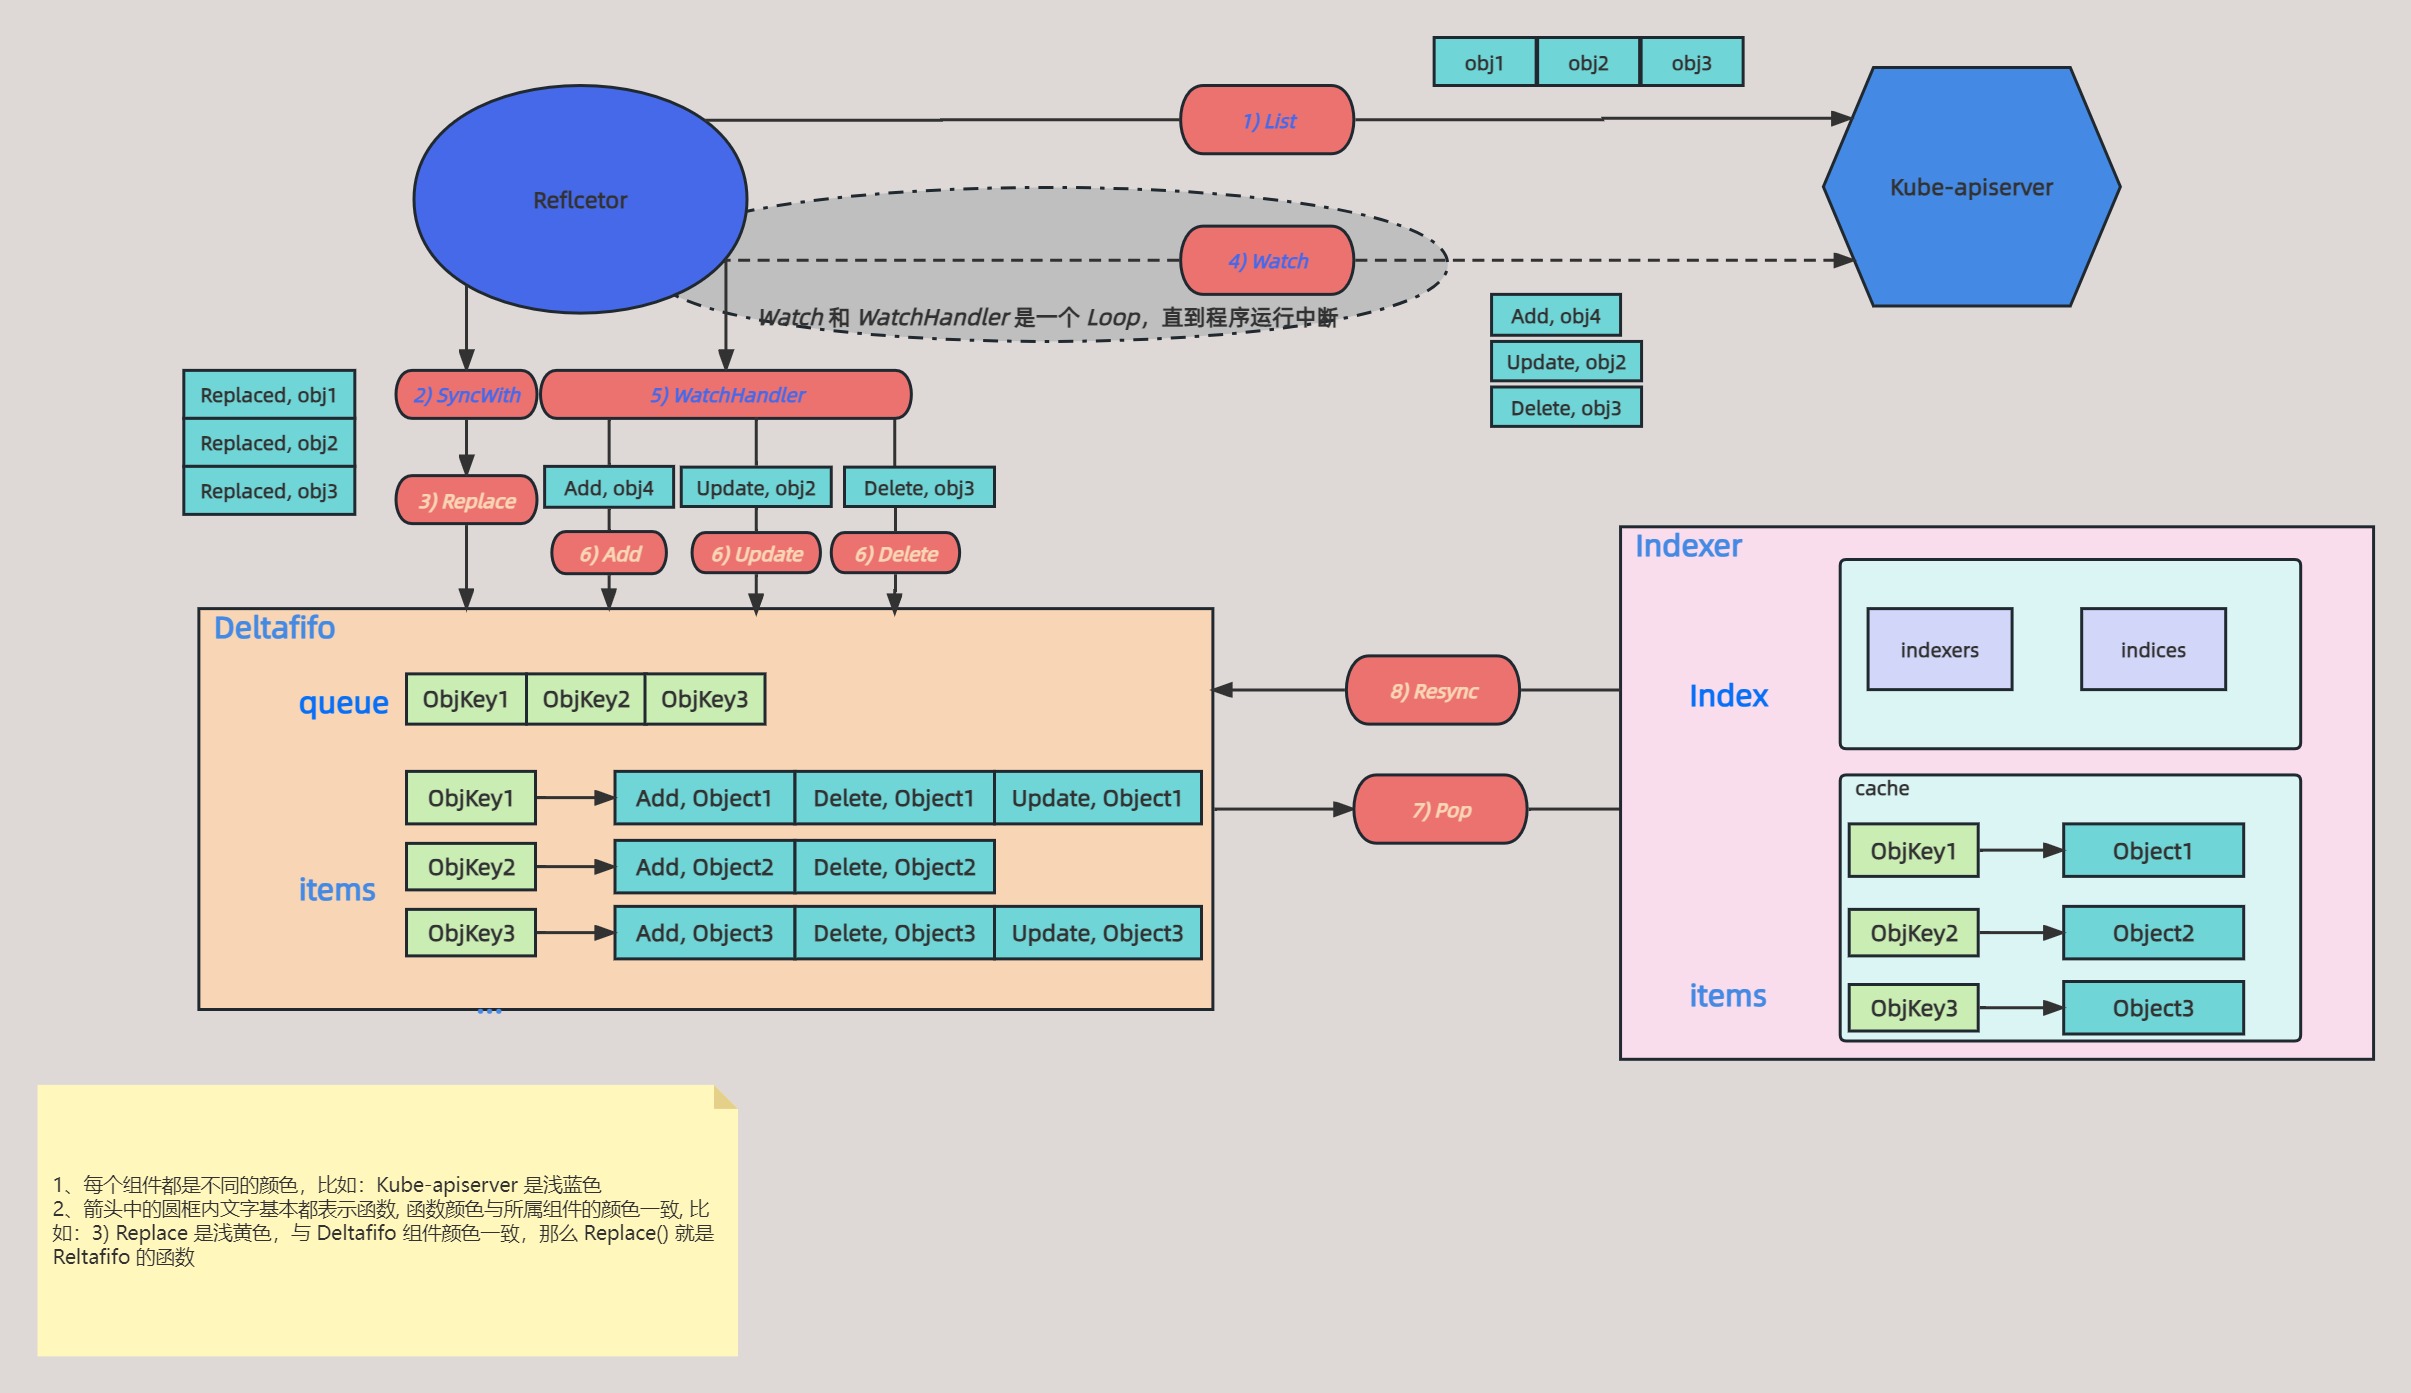 obj1 obj2 obj3
1) List
Reflcetor
Kube-apiserver
4) Watch
Watch 和 WatchHandler 是一个 Loop，直到程序运行中断
Add, obj4
Update, obj2
Delete, obj3
Replaced, obj1
Replaced, obj2
Replaced, obj3
2) SyncWith
5) WatchHandler
3) Replace
Add, obj4
Update, obj2
Delete, obj3
6) Add
6) Update
6) Delete
Deltafifo
queue
ObjKey1 ObjKey2 ObjKey3
items
ObjKey1
Add, Object1
Delete, Object1
Update, Object1
ObjKey2
Add, Object2
Delete, Object2
ObjKey3
Add, Object3
Delete, Object3
Update, Object3
...
8) Resync
7) Pop
Indexer
Index
indexers
indices
items
cache
ObjKey1
Object1
ObjKey2
Object2
ObjKey3
Object3
1、每个组件都是不同的颜色，比如：Kube-apiserver 是浅蓝色
2、箭头中的圆框内文字基本都表示函数, 函数颜色与所属组件的颜色一致, 比
如：3) Replace 是浅黄色，与 Deltafifo 组件颜色一致，那么 Replace() 就是
Reltafifo 的函数